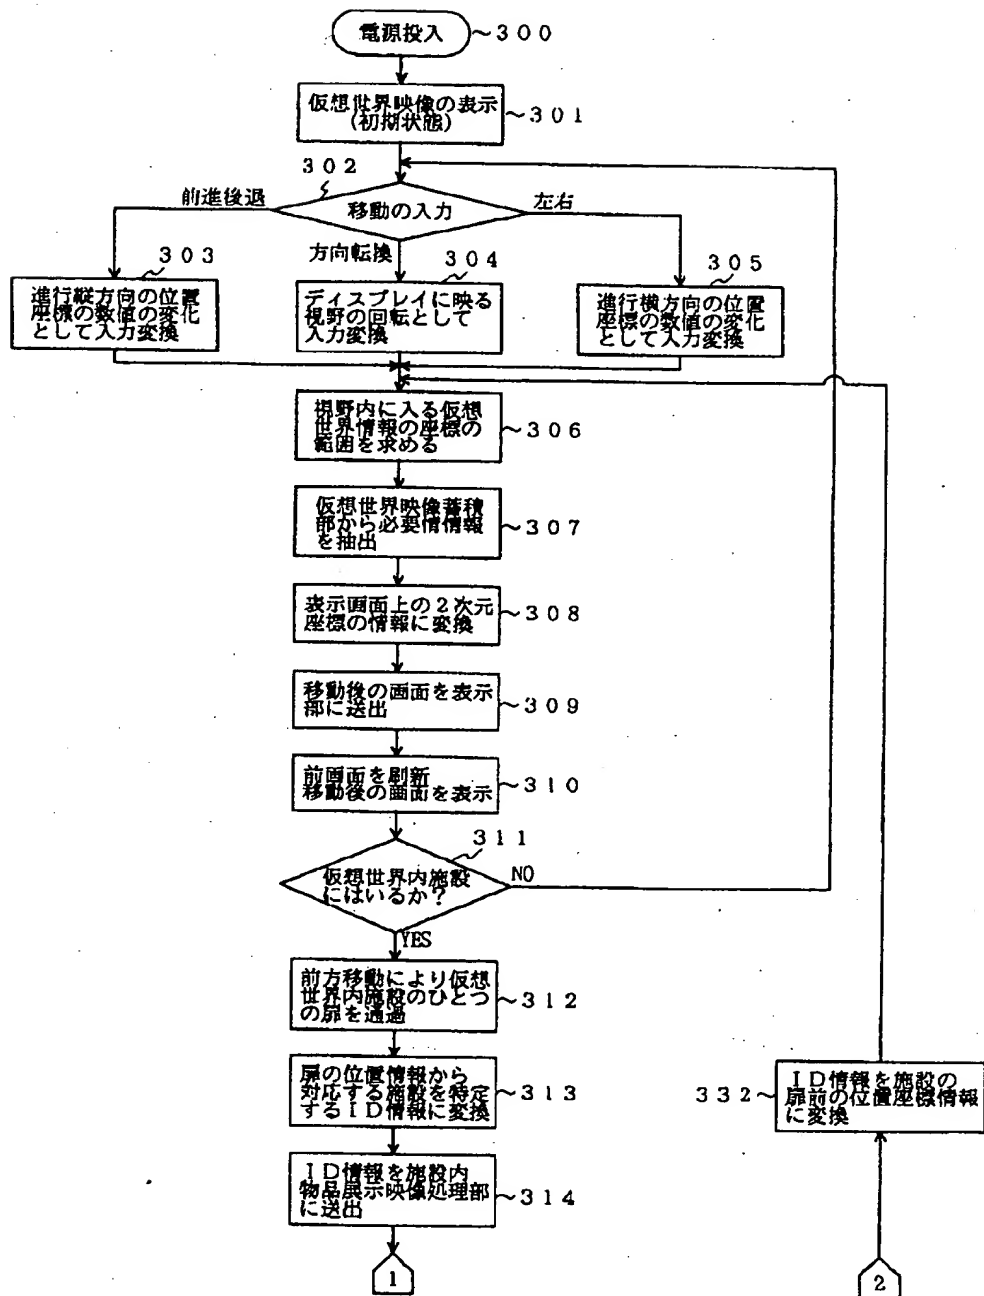 電源投入 ~300
仮想世界映像の表示
(初期状態) ~301
302
前進後退
移動の入力
左右
303
方向転換
304
305
進行縦方向の位置
座標の数値の変化
として入力変換
ディスプレイに映る
視野の回転として
入力変換
進行横方向の位置
座標の数値の変化
として入力変換
視野内に入る仮想
世界情報の座標の
範囲を求める
~306
仮想世界映像蓄積
部から必要情情報
を抽出
~307
表示画面上の2次元
座標の情報に変換
~308
移動後の画面を表示
部に送出
~309
前画面を刷新
移動後の画面を表示
~310
311
仮想世界内施設
にはいるか?
NO
YES
前方移動により仮想
世界内施設のひとつ
の扉を通過
~312
扉の位置情報から
対応する施設を特定
するID情報に変換
~313
332~
ID情報を施設の
扉前の位置座標情報
に変換
ID情報を施設内
物品展示映像処理部
に送出
~314
1
2